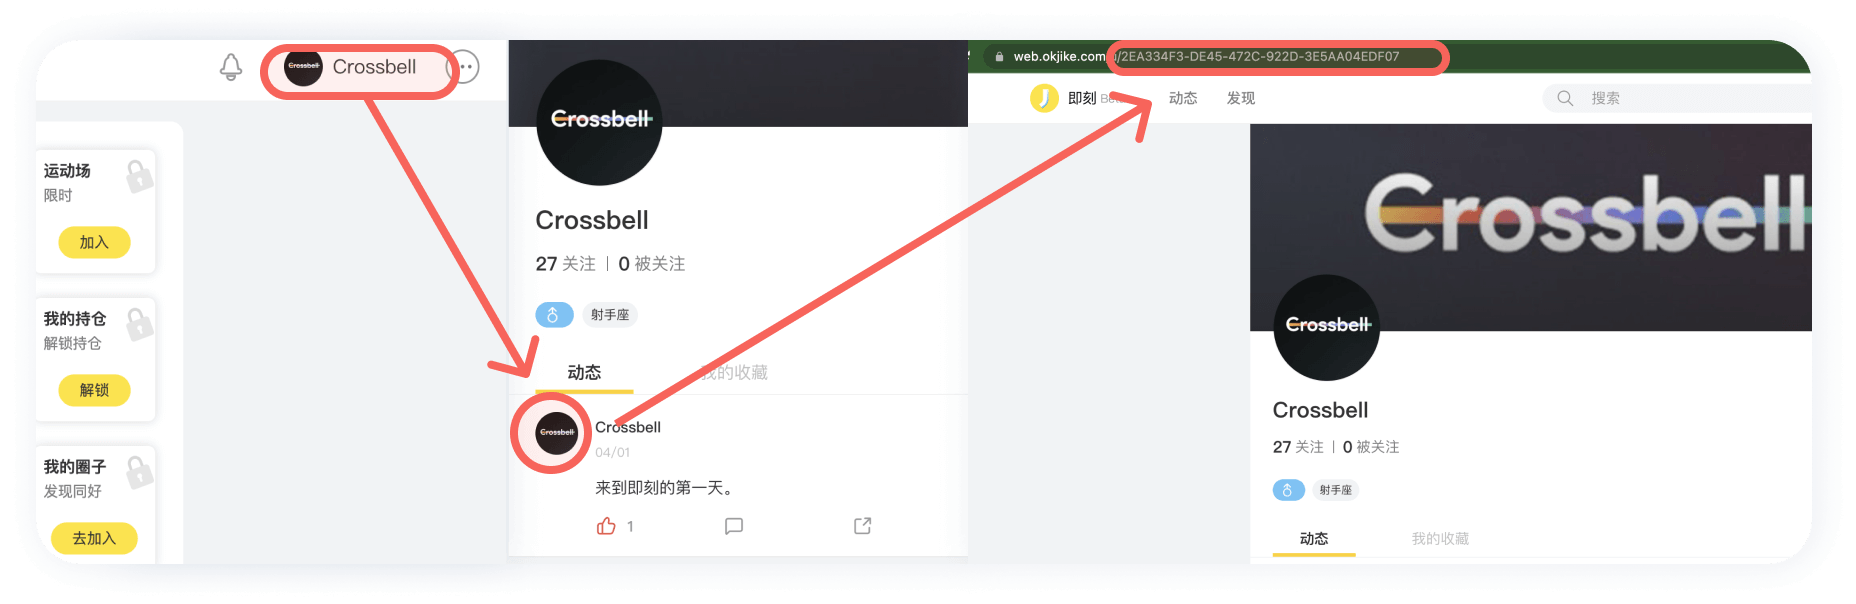 Crossbell
Crossbell
运动场
限时
加入
我的持仓
解锁持仓
解锁
我的圈子
发现同好
去加入
Crossbell
Crossbell
27 关注 | 0 被关注
射手座
动态 我的收藏
Crossbell
Crossbell
04/01
来到即刻的第一天。
1
web.okjike.com/u/2EA334F3-DE45-472C-922D-3E5AA04EDF07
即刻 Beta 动态 发现 搜索
Crossbell
Crossbell
Crossbell
27 关注 | 0 被关注
射手座
动态 我的收藏